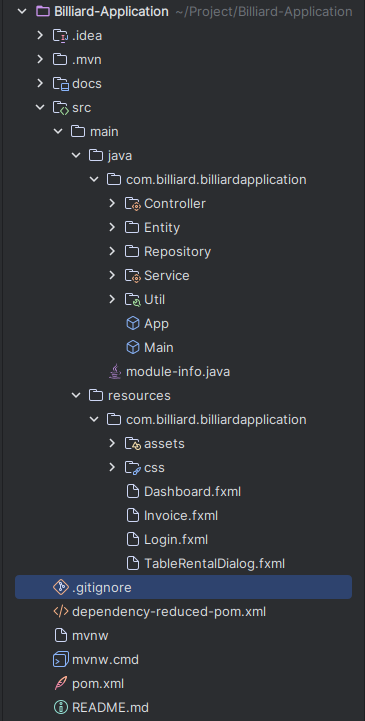 Billiard-Application ~/Project/Billiard-Application
.idea
.mvn
docs
src
main
java
com.billiard.billiardapplication
Controller
Entity
Repository
Service
Util
App
Main
module-info.java
resources
com.billiard.billiardapplication
assets
css
Dashboard.fxml
Invoice.fxml
Login.fxml
TableRentalDialog.fxml
.gitignore
dependency-reduced-pom.xml
mvnw
mvnw.cmd
pom.xml
README.md